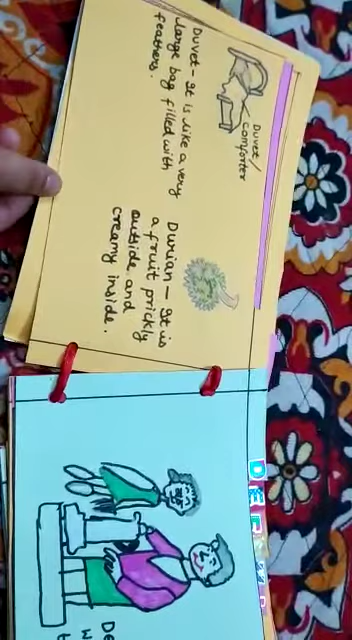 Duvet/
comforter
Duvet - It is like a very
large bag filled with
feathers.
Durian - It is
a fruit prickly
outside and
creamy inside.
D E
De